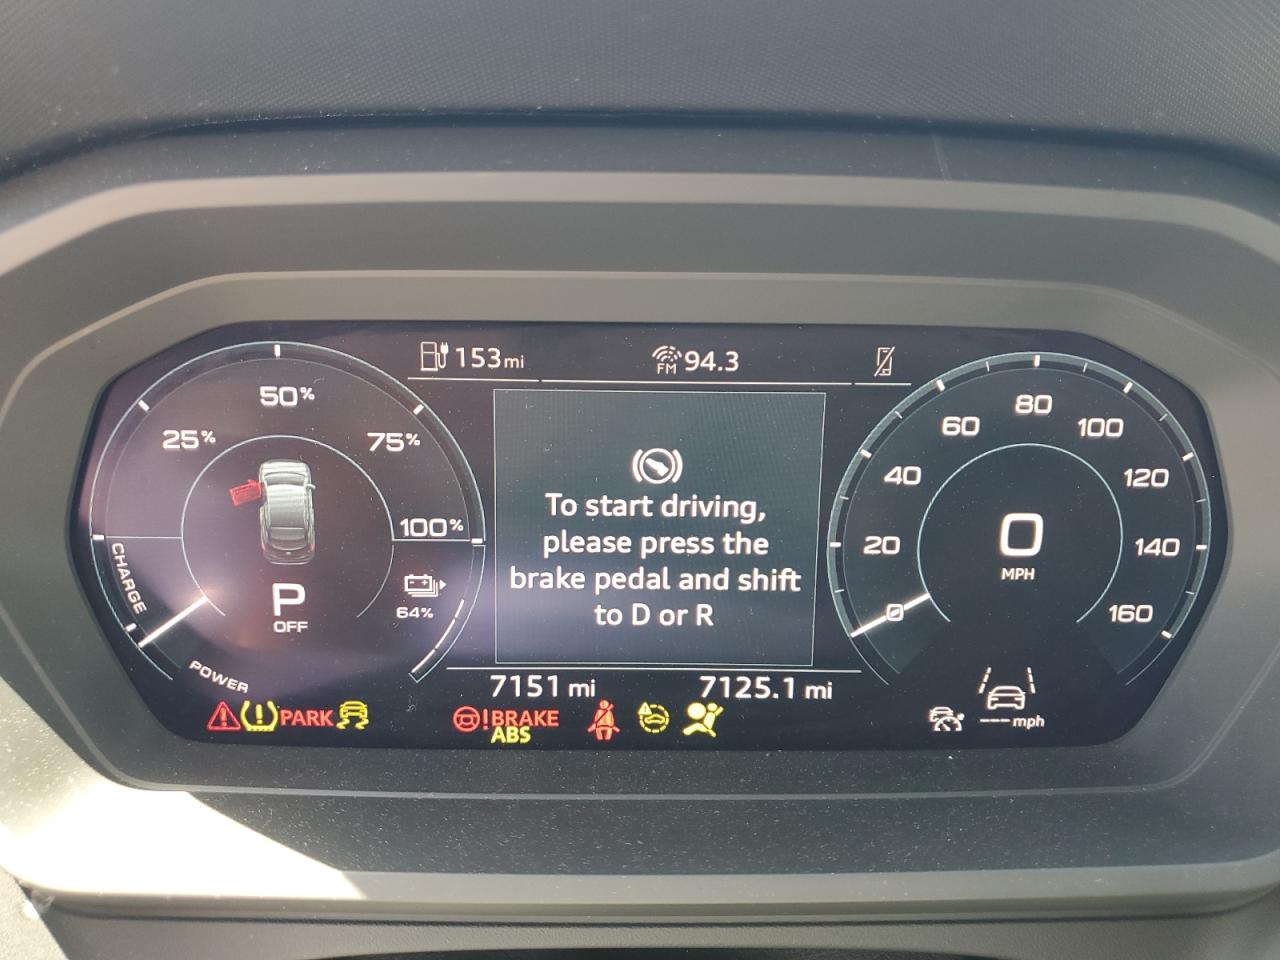 153 mi
FM 94.3
25%
50%
75%
100%
CHARGE
POWER
P
OFF
64%
To start driving,
please press the
brake pedal and shift
to D or R
0
20
40
60
80
100
120
140
160
0
MPH
7151 mi
7125.1 mi
PARK
BRAKE
ABS
--- mph